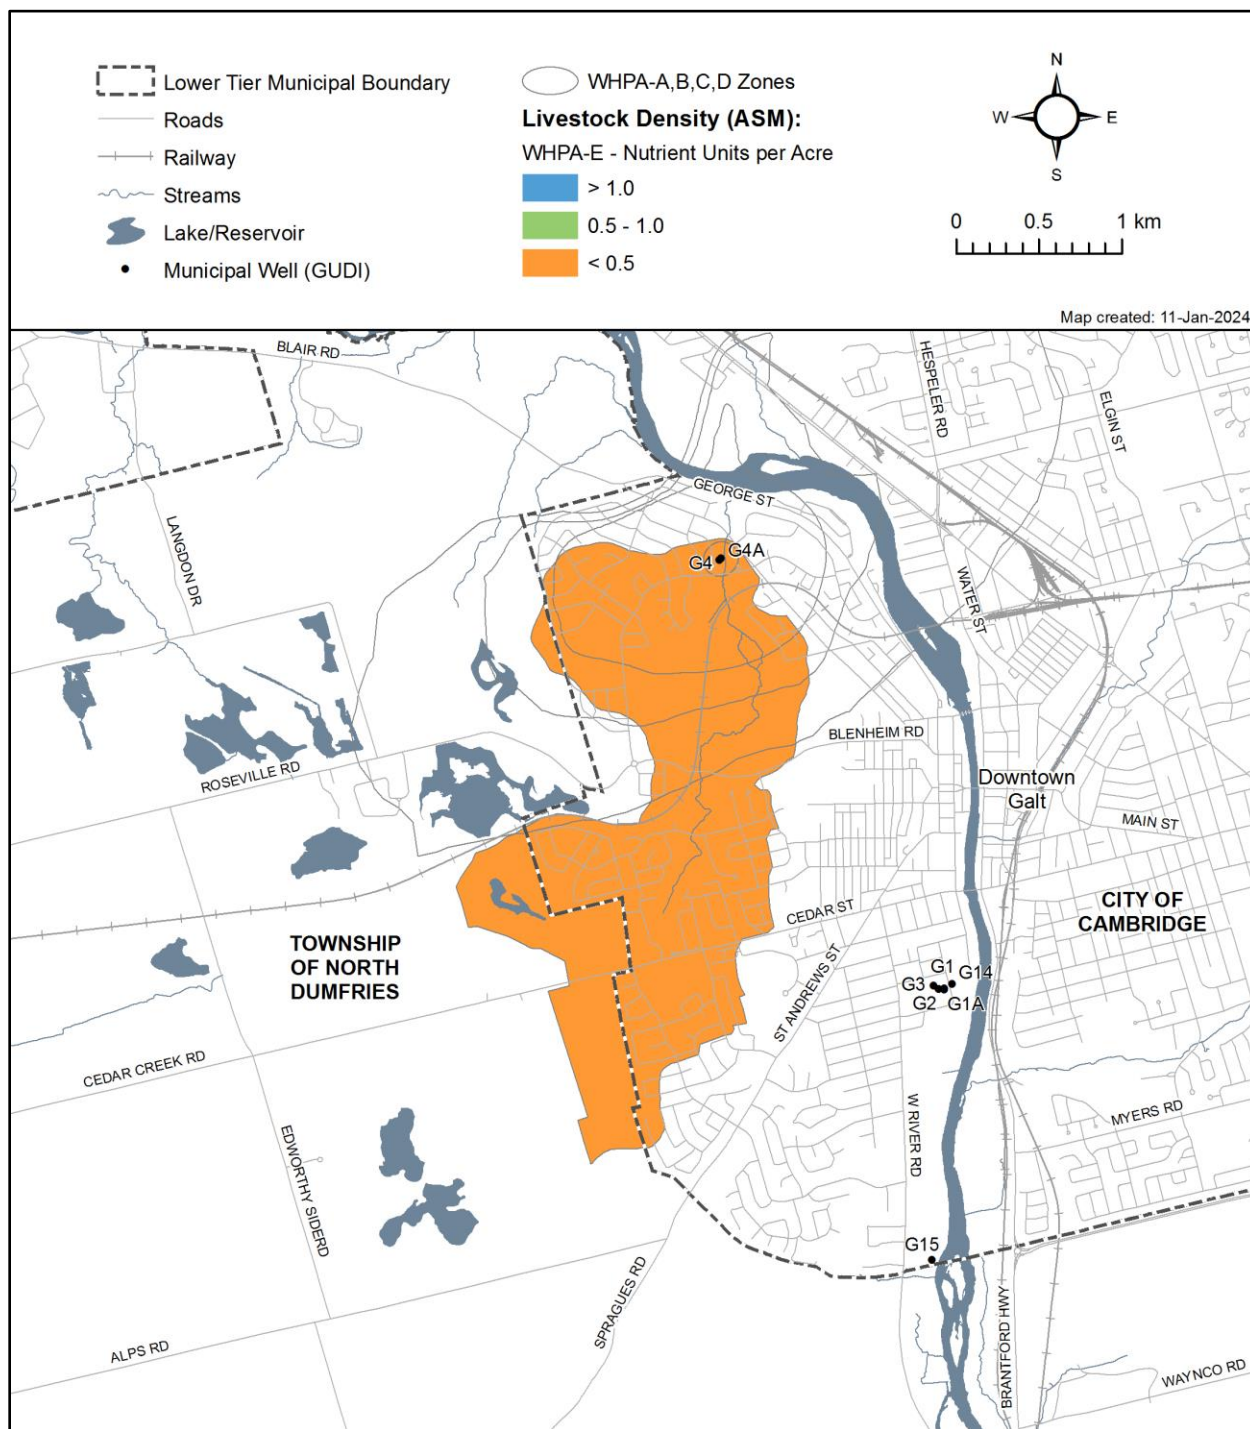 Lower Tier Municipal Boundary
Roads
Railway
Streams
Lake/Reservoir
Municipal Well (GUDI)
WHPA-A,B,C,D Zones
Livestock Density (ASM):
WHPA-E - Nutrient Units per Acre
> 1.0
0.5 - 1.0
< 0.5
N
W
E
S
0 0.5 1 km
Map created: 11-Jan-2024
BLAIR RD
HESPELER RD
ELGIN ST
GEORGE ST
LANGDON DR
G4A
G4
WATER ST
BLENHEIM RD
ROSEVILLE RD
Downtown
Galt
MAIN ST
CEDAR ST
CITY OF
CAMBRIDGE
TOWNSHIP
OF NORTH
DUMFRIES
ST ANDREWS ST
G1
G14
G3
G2
G1A
CEDAR CREEK RD
MYERS RD
W RIVER RD
EDWORTHY SIDERD
G15
SPRAGUES RD
BRANTFORD HWY
ALPS RD
WAYNCO RD